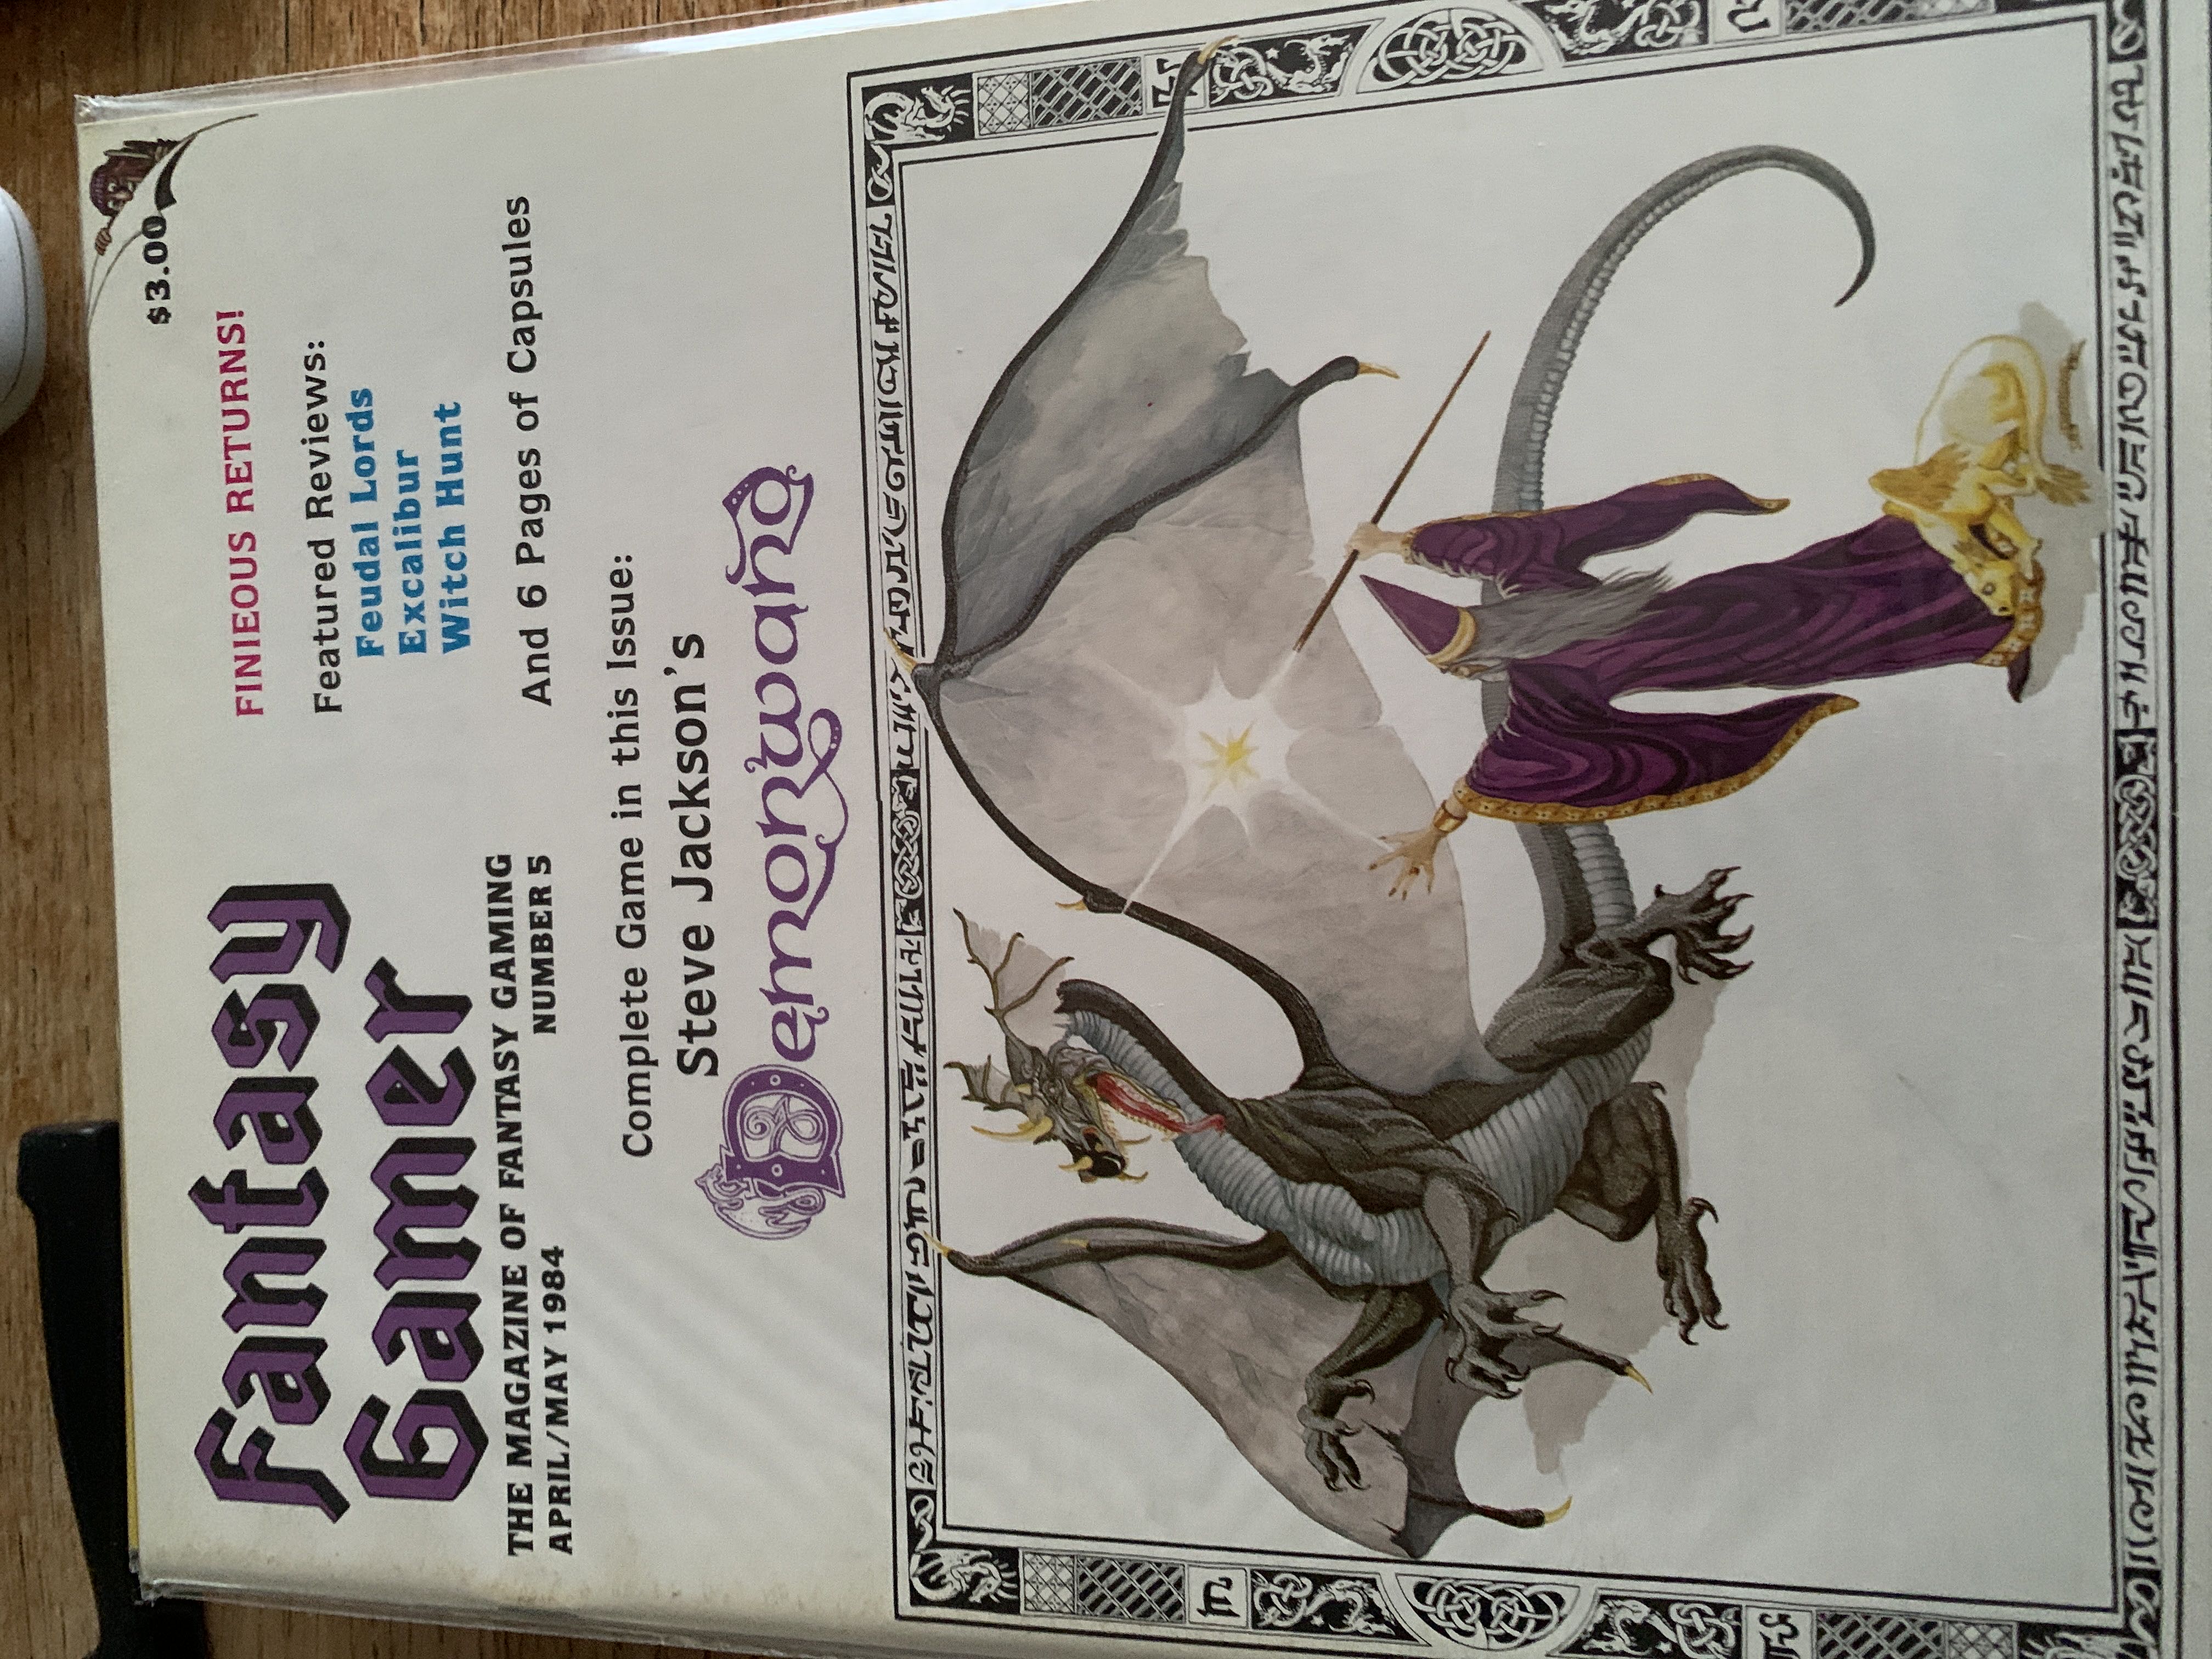 Fantasy
Gamer
THE MAGAZINE OF FANTASY GAMING
APRIL/MAY 1984 NUMBER 5
$3.00
FINIEOUS RETURNS!
Featured Reviews:
Feudal Lords
Excalibur
Witch Hunt
And 6 Pages of Capsules
Complete Game in this Issue:
Steve Jackson's
Demonwand